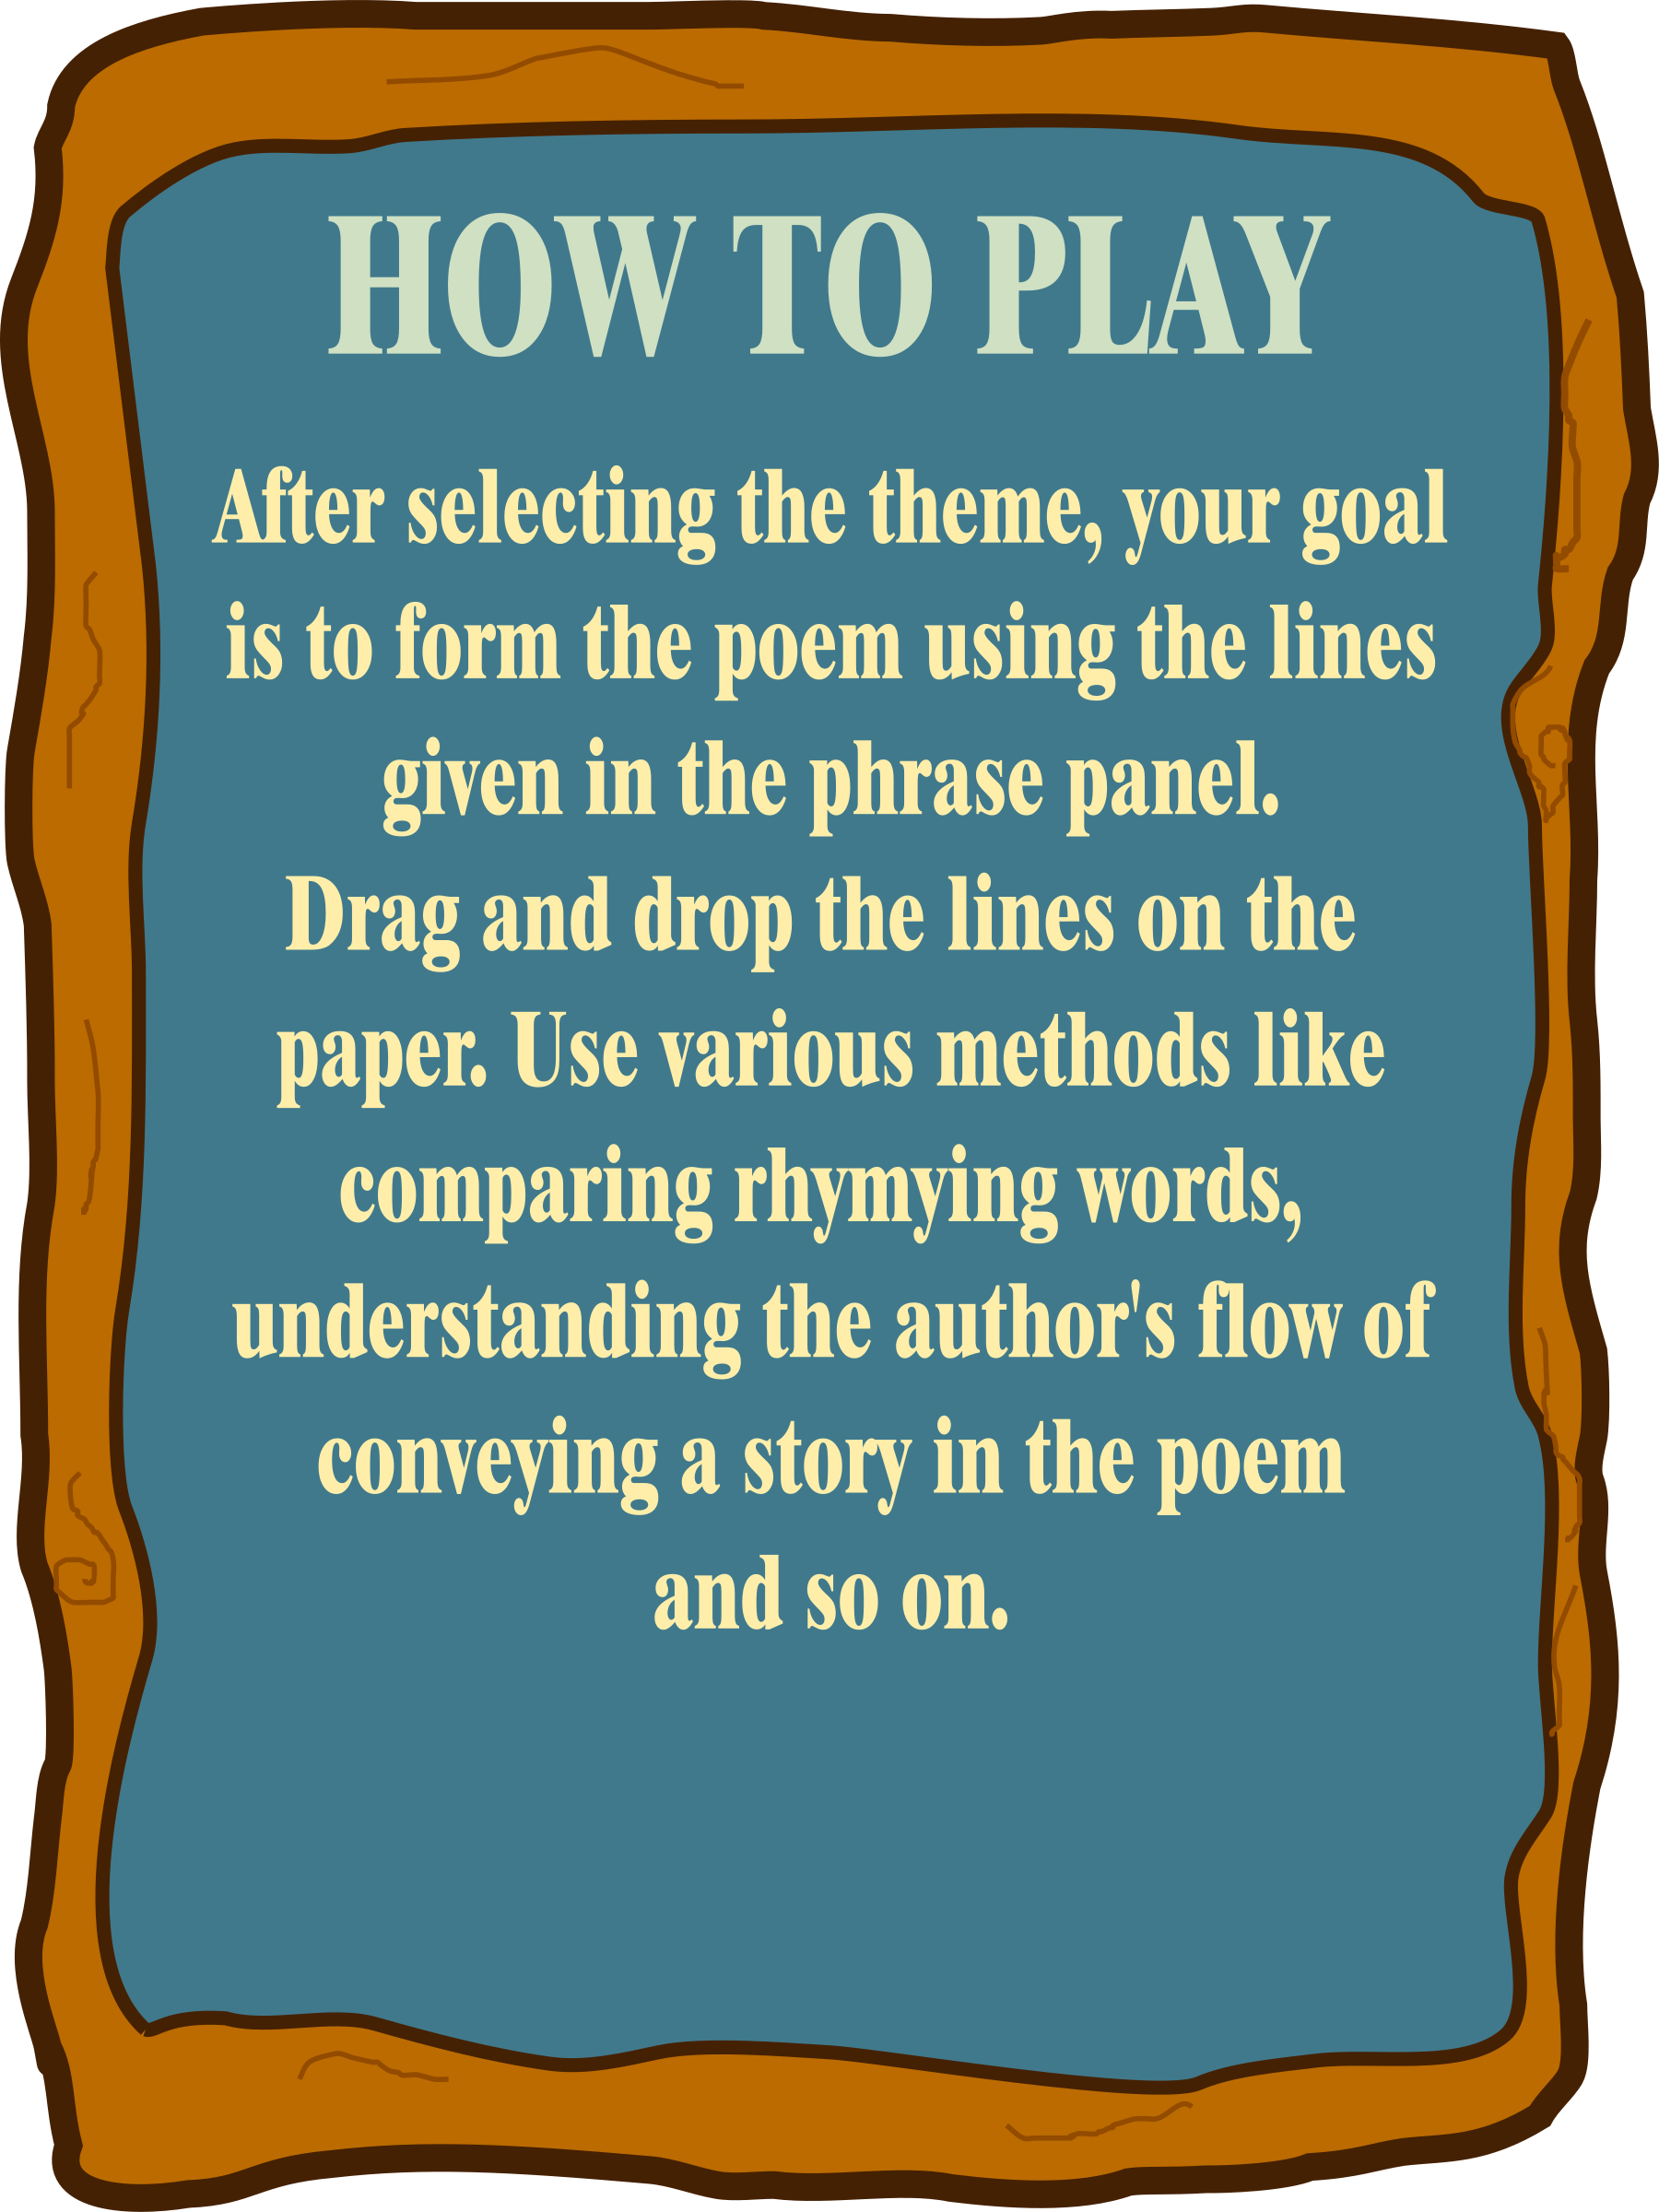 HOW TO PLAY
After selecting the theme, your goal
is to form the poem using the lines
given in the phrase panel.
Drag and drop the lines on the
paper. Use various methods like
comparing rhymying words,
understanding the author's flow of
conveying a story in the poem
and so on.